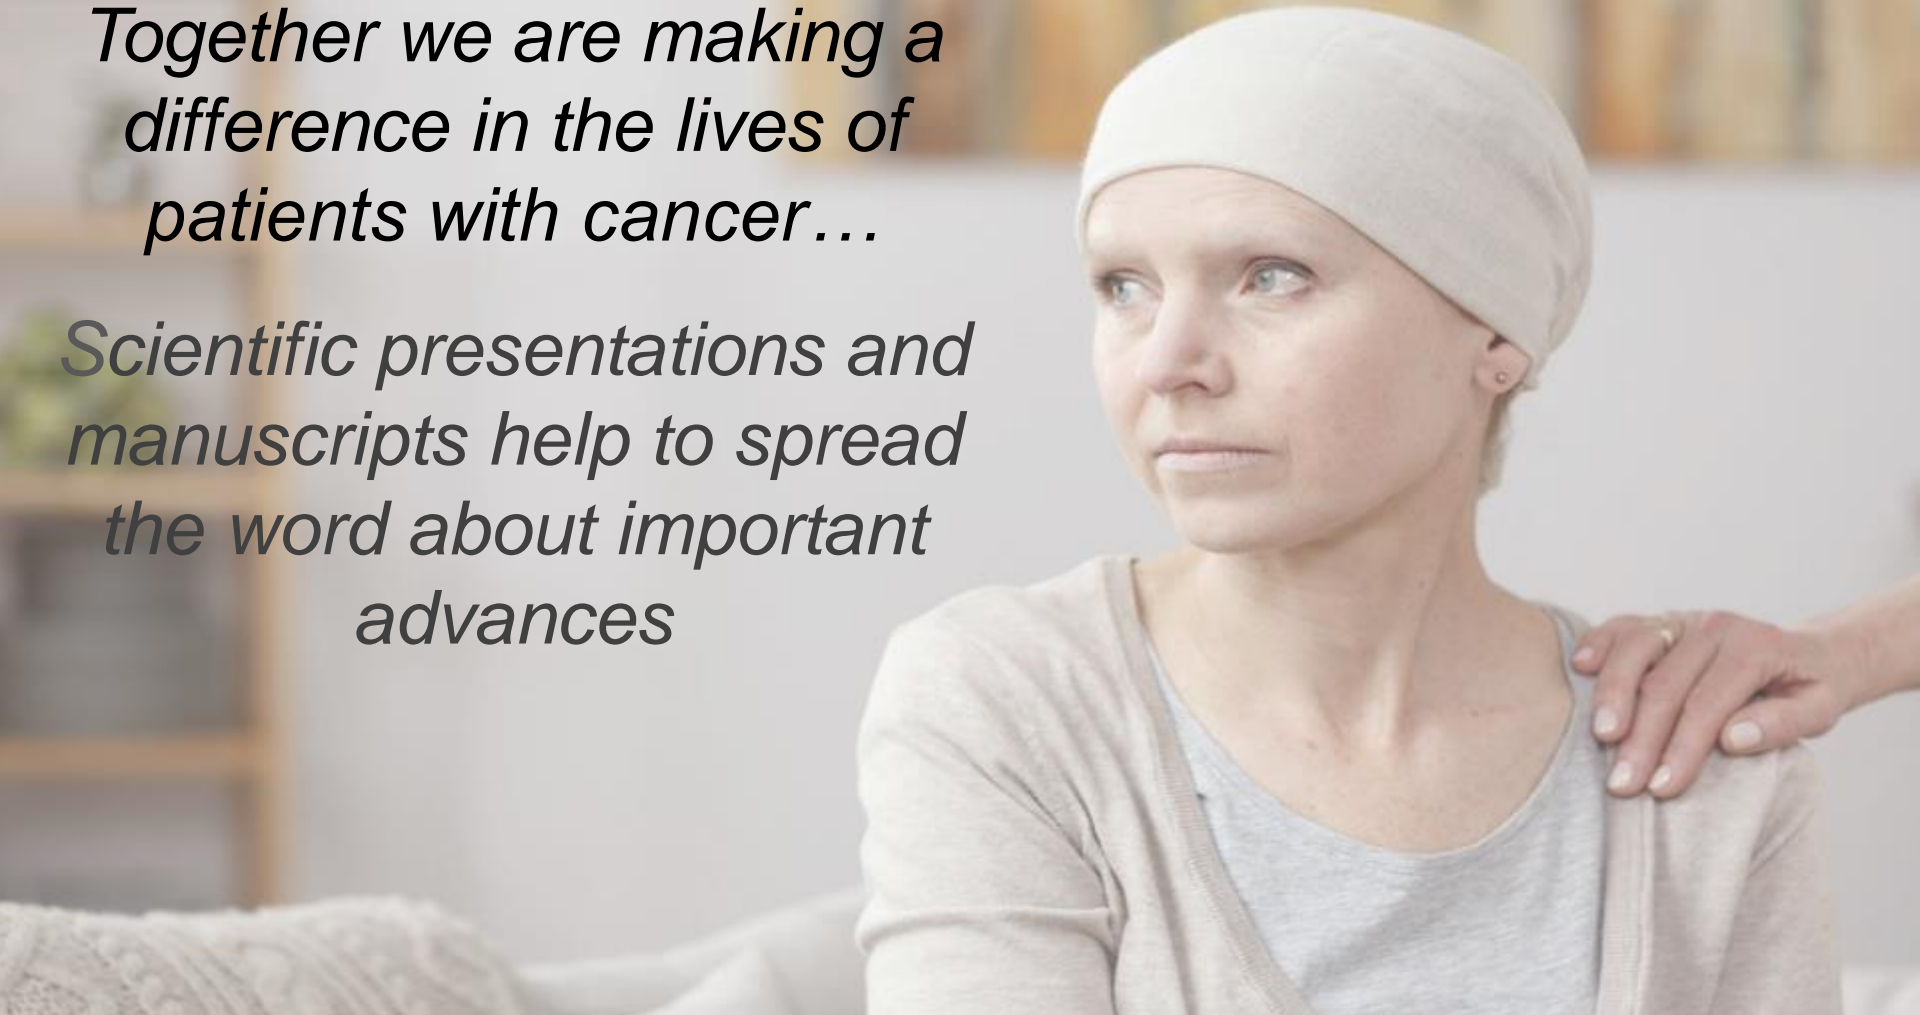 Together we are making a
difference in the lives of
patients with cancer…
Scientific presentations and
manuscripts help to spread
the word about important
advances